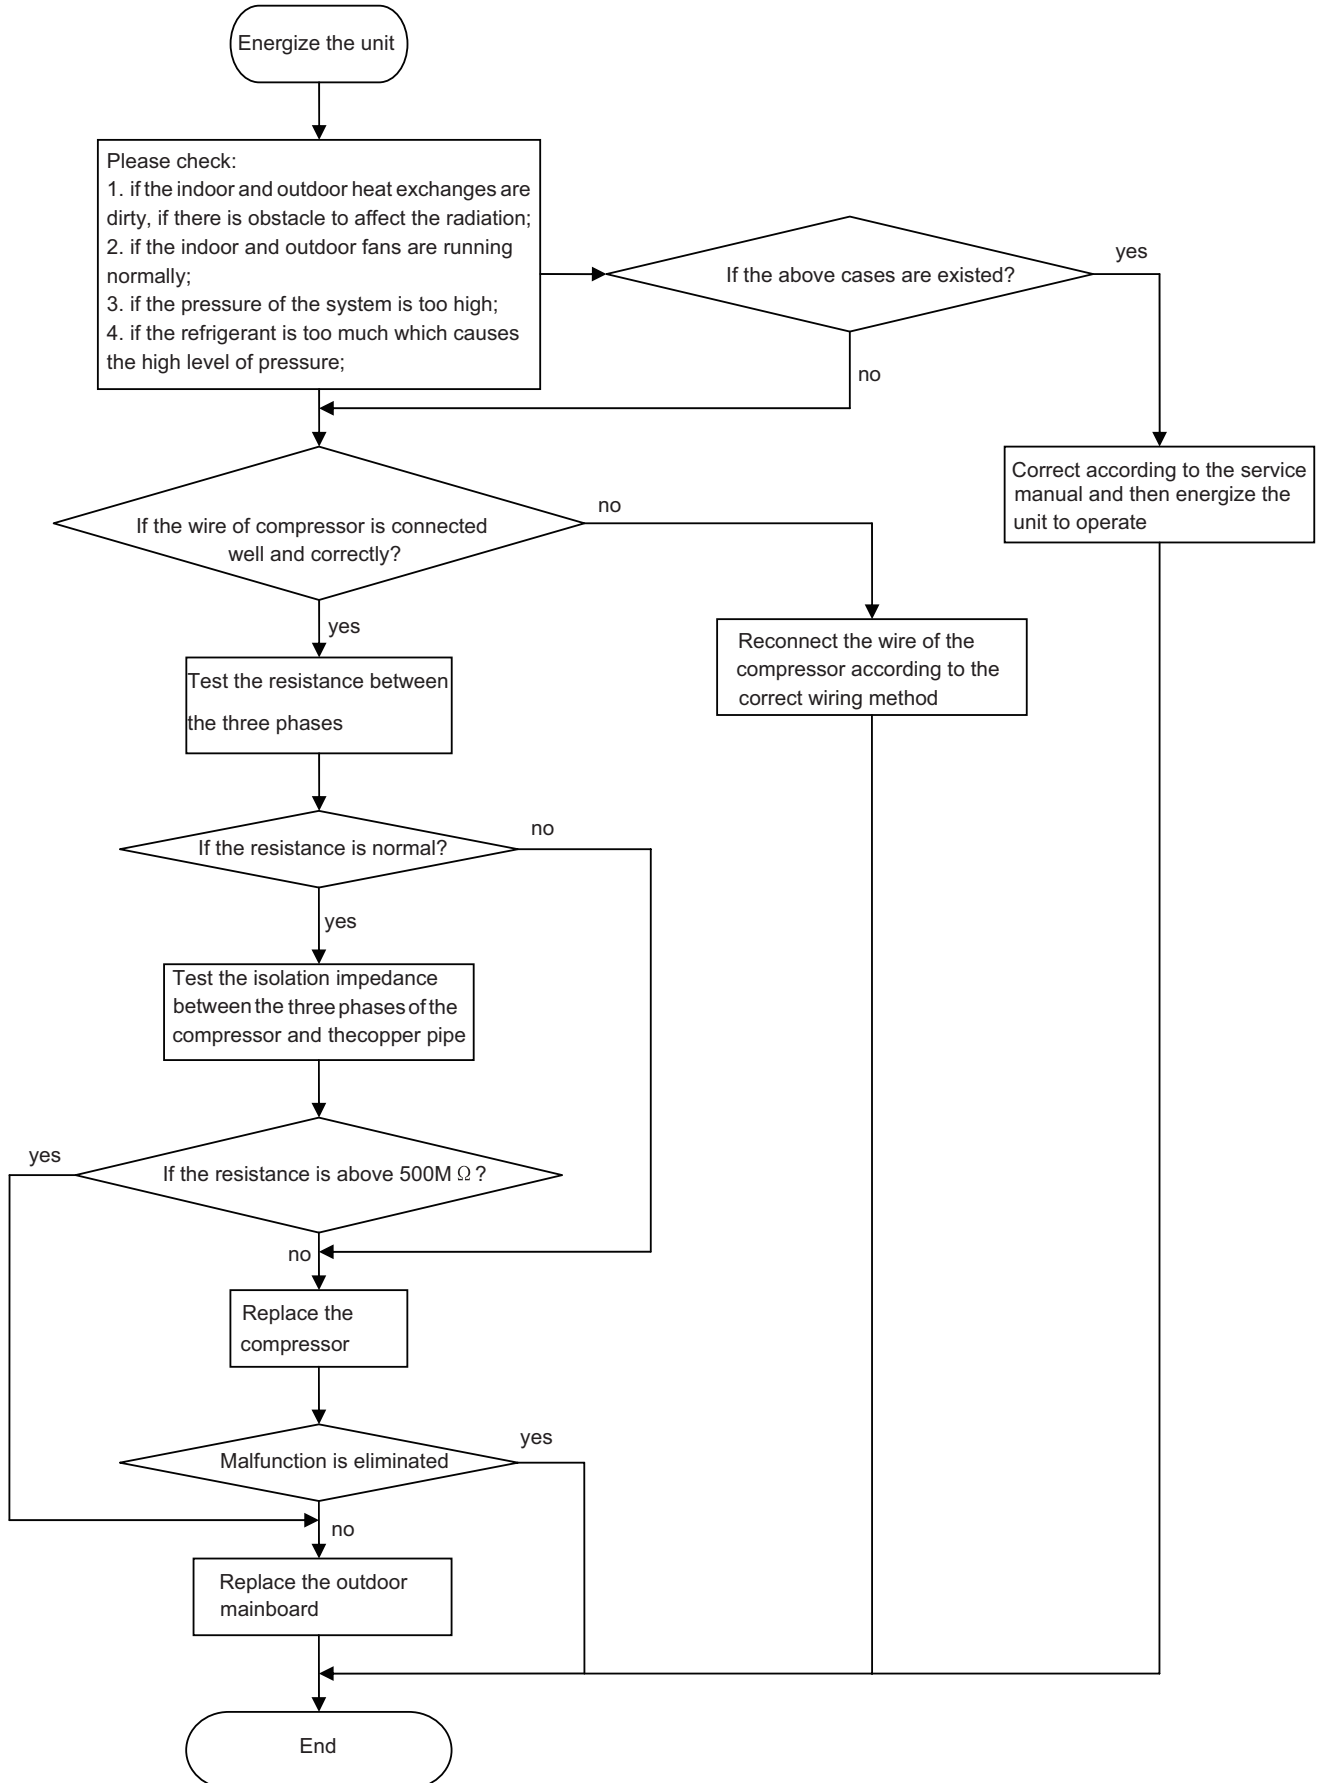 Energize the unit
Please check:
1. if the indoor and outdoor heat exchanges are
dirty, if there is obstacle to affect the radiation;
2. if the indoor and outdoor fans are running
normally;
3. if the pressure of the system is too high;
4. if the refrigerant is too much which causes
the high level of pressure;
If the above cases are existed?
yes
no
Correct according to the service
manual and then energize the
unit to operate
If the wire of compressor is connected
well and correctly?
no
yes
Reconnect the wire of the
compressor according to the
correct wiring method
Test the resistance between
the three phases
If the resistance is normal?
no
yes
Test the isolation impedance
between the three phases of the
compressor and thecopper pipe
If the resistance is above 500M Ω ?
yes
no
Replace the
compressor
Malfunction is eliminated
yes
no
Replace the outdoor
mainboard
End